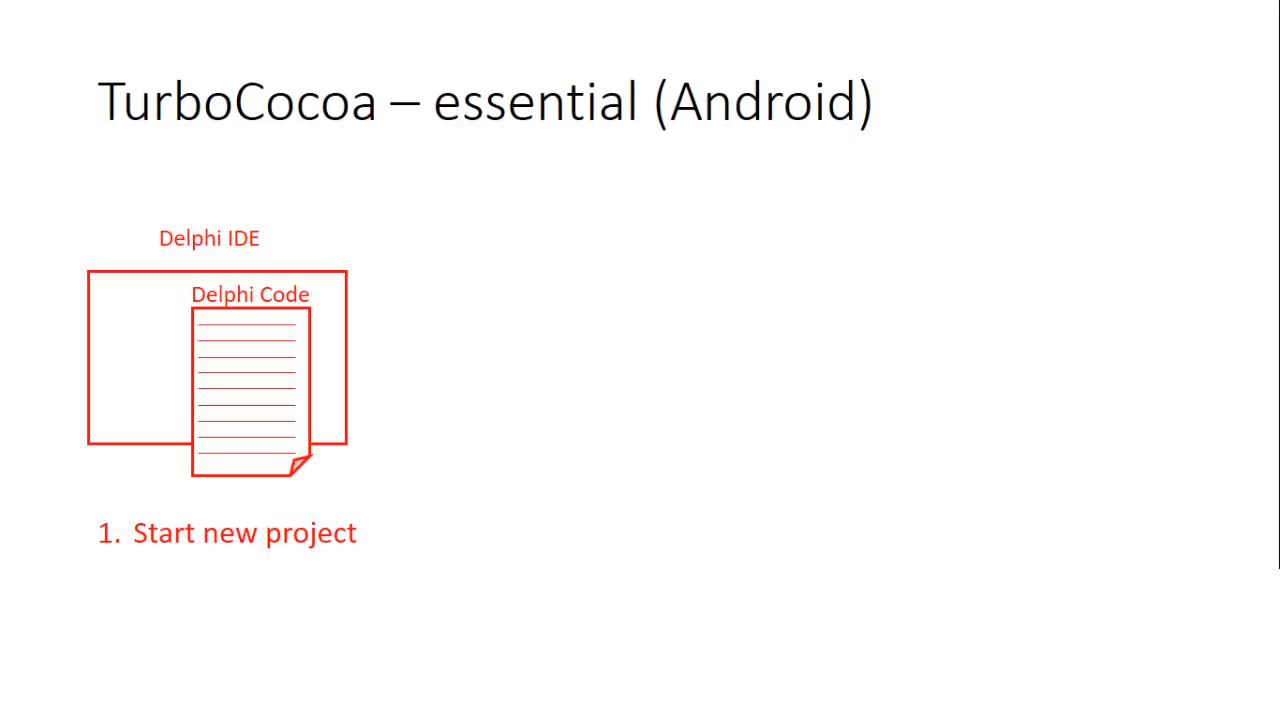 TurboCocoa – essential (Android)
Delphi IDE
Delphi Code
1. Start new project